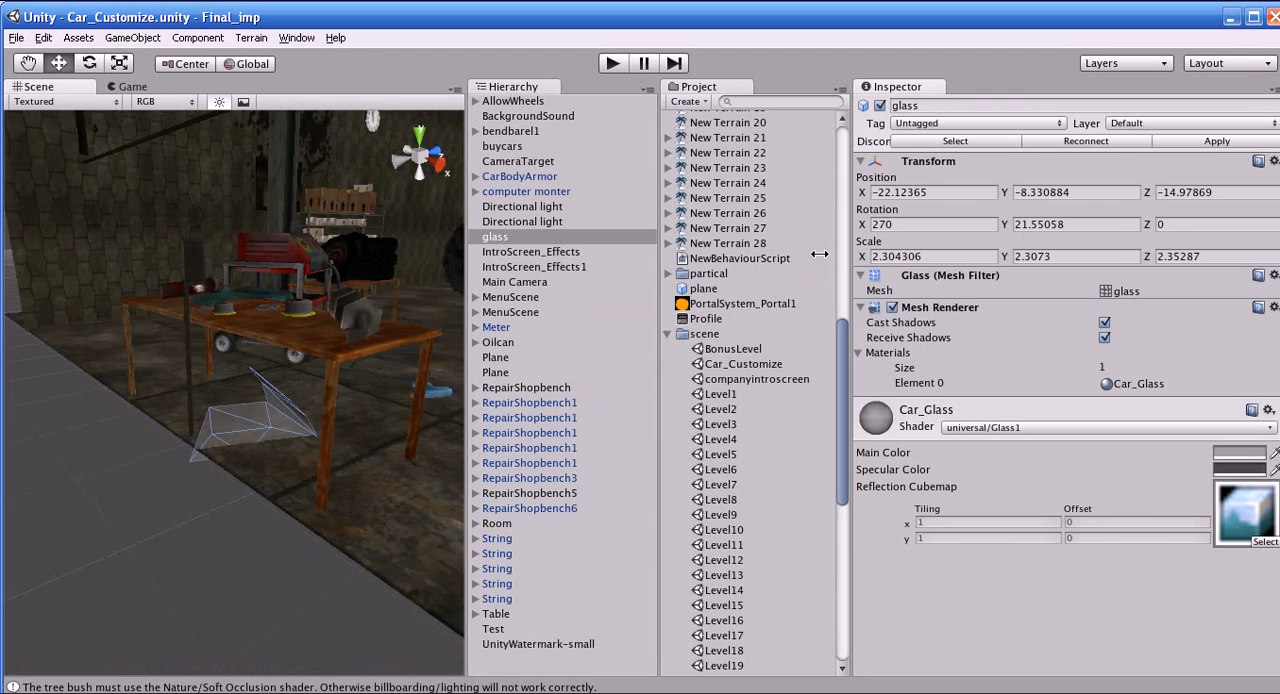 Unity - Car_Customize.unity - Final_imp
File Edit Assets GameObject Component Terrain Window Help
Center Global Layers Layout
Scene Game
Textured RGB
x
Hierarchy
AllowWheels
BackgroundSound
bendbarel1
buycars
CameraTarget
CarBodyArmor
computer monter
Directional light
Directional light
glass
IntroScreen_Effects
IntroScreen_Effects1
Main Camera
MenuScene
MenuScene
Meter
Oilcan
Plane
Plane
RepairShopbench
RepairShopbench1
RepairShopbench1
RepairShopbench1
RepairShopbench1
RepairShopbench1
RepairShopbench3
RepairShopbench5
RepairShopbench6
Room
String
String
String
String
String
Table
Test
UnityWatermark-small
Project
Create
New Terrain 20
New Terrain 21
New Terrain 22
New Terrain 23
New Terrain 24
New Terrain 25
New Terrain 26
New Terrain 27
New Terrain 28
NewBehaviourScript
partical
plane
PortalSystem_Portal1
Profile
scene
BonusLevel
Car_Customize
companyintroscreen
Level1
Level2
Level3
Level4
Level5
Level6
Level7
Level8
Level9
Level10
Level11
Level12
Level13
Level14
Level15
Level16
Level17
Level18
Level19
Inspector
glass
Tag Untagged Layer Default
Discon Select Reconnect Apply
Transform
Position
X -22.12365 Y -8.330884 Z -14.97869
Rotation
X 270 Y 21.55058 Z 0
Scale
X 2.304306 Y 2.3073 Z 2.35287
Glass (Mesh Filter)
Mesh glass
Mesh Renderer
Cast Shadows
Receive Shadows
Materials
Size 1
Element 0 Car_Glass
Car_Glass
Shader universal/Glass1
Main Color
Specular Color
Reflection Cubemap
Tiling Offset
x 1 0
y 1 0
Select
The tree bush must use the Nature/Soft Occlusion shader. Otherwise billboarding/lighting will not work correctly.